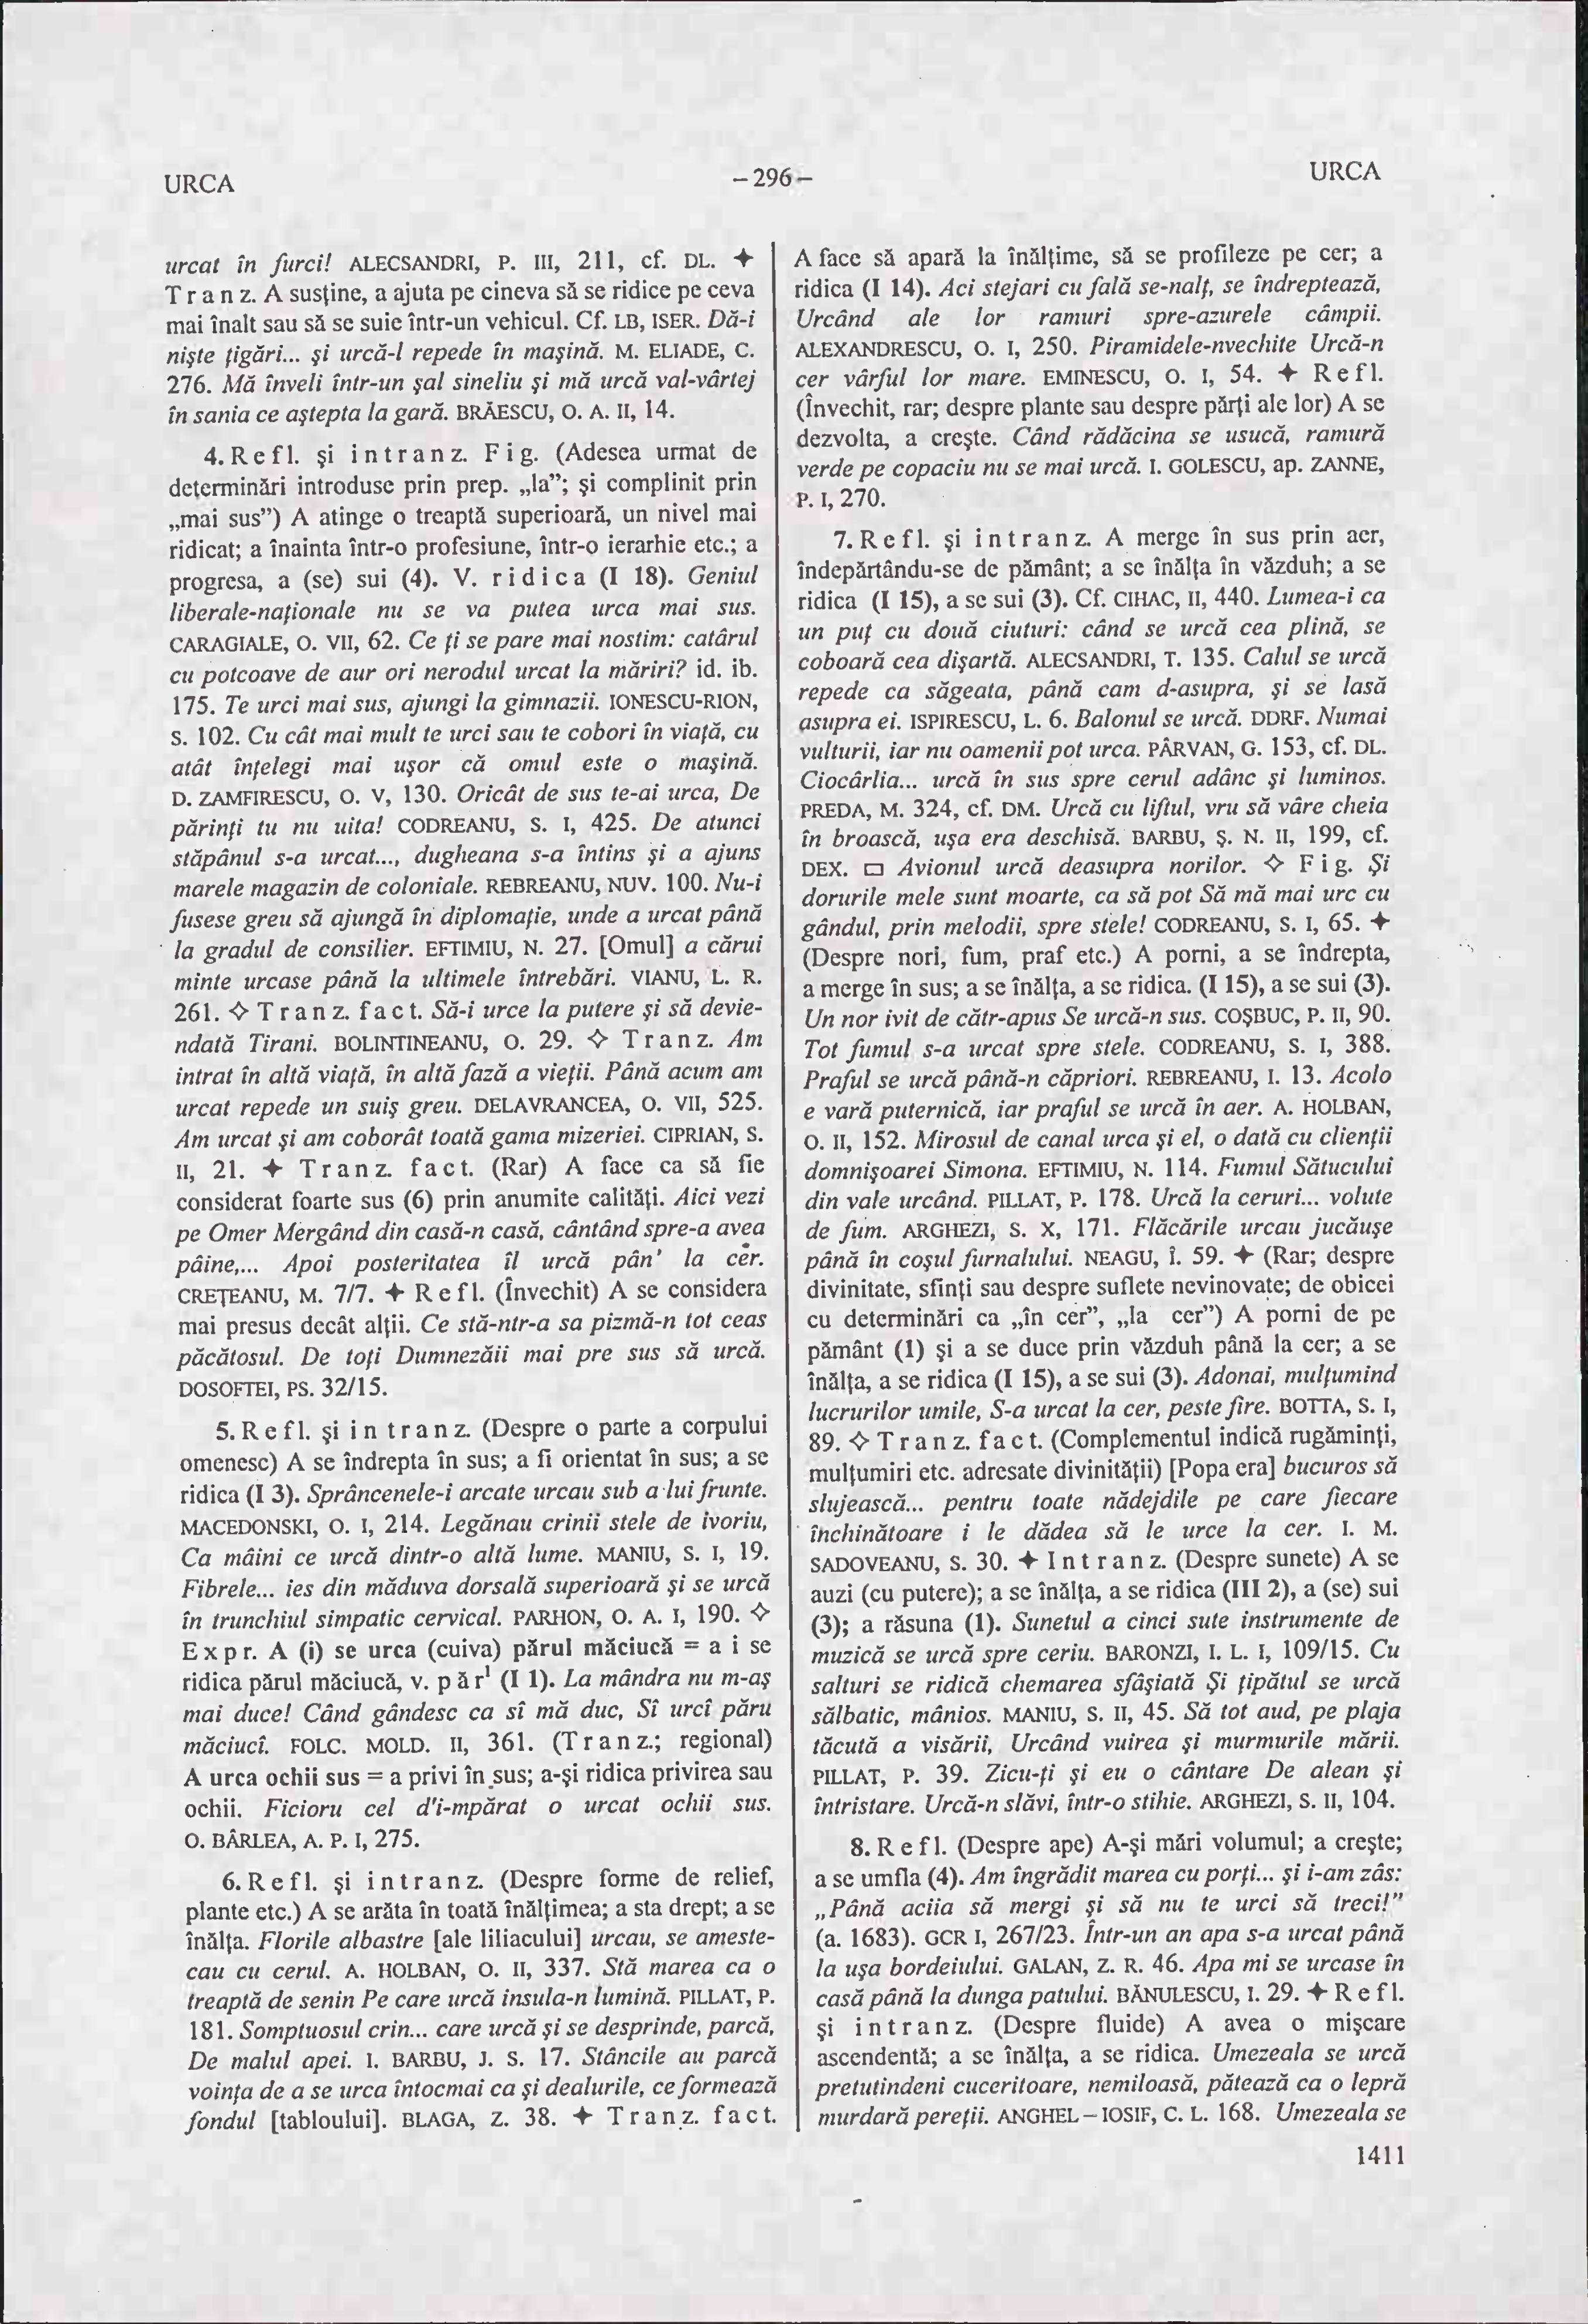 URCA
– 296 –
URCA
urcat în furci! ALECSANDRI, P. III, 211, cf. DL. ✦
Tranz. A susţine, a ajuta pe cineva să se ridice pe ceva
mai înalt sau să se suie într-un vehicul. Cf. LB, ISER. Dă-i
nişte ţigări... şi urcă-l repede în maşină. M. ELIADE, C.
276. Mă înveli într-un şal sineliu şi mă urcă val-vârtej
în sania ce aştepta la gară. BRĂESCU, O. A. II, 14.
4. Refl. şi intranz. Fig. (Adesea urmat de
determinări introduse prin prep. „la”; şi complinit prin
„mai sus”) A atinge o treaptă superioară, un nivel mai
ridicat; a înainta într-o profesiune, într-o ierarhie etc.; a
progresa, a (se) sui (4). V. ridica (I 18). Geniul
liberale-naţionale nu se va putea urca mai sus.
CARAGIALE, O. VII, 62. Ce ţi se pare mai nostim: catârul
cu potcoave de aur ori nerodul urcat la măriri? id. ib.
175. Te urci mai sus, ajungi la gimnazii. IONESCU-RION,
S. 102. Cu cât mai mult te urci sau te cobori în viaţă, cu
atât înţelegi mai uşor că omul este o maşină.
D. ZAMFIRESCU, O. V, 130. Oricât de sus te-ai urca, De
părinţi tu nu uita! CODREANU, S. I, 425. De atunci
stăpânul s-a urcat..., dugheana s-a întins şi a ajuns
marele magazin de coloniale. REBREANU, NUV. 100. Nu-i
fusese greu să ajungă în diplomaţie, unde a urcat până
la gradul de consilier. EFTIMIU, N. 27. [Omul] a cărui
minte urcase până la ultimele întrebări. VIANU, L. R.
261. ◇ Tranz. fact. Să-i urce la putere şi să devie-
ndată Tirani. BOLINTINEANU, O. 29. ◇ Tranz. Am
intrat în altă viaţă, în altă fază a vieţii. Până acum am
urcat repede un suiş greu. DELAVRANCEA, O. VII, 525.
Am urcat şi am coborât toată gama mizeriei. CIPRIAN, S.
II, 21. ✦ Tranz. fact. (Rar) A face ca să fie
considerat foarte sus (6) prin anumite calităţi. Aici vezi
pe Omer Mergând din casă-n casă, cântând spre-a avea
pâine,... Apoi posteritatea îl urcă pân’ la cer.
CREŢEANU, M. 7/7. ✦ Refl. (Învechit) A se considera
mai presus decât alţii. Ce stă-ntr-a sa pizmă-n tot ceas
păcătosul. De toţi Dumnezăii mai pre sus să urcă.
DOSOFTEI, PS. 32/15.
5. Refl. şi intranz. (Despre o parte a corpului
omenesc) A se îndrepta în sus; a fi orientat în sus; a se
ridica (I 3). Sprâncenele-i arcate urcau sub a lui frunte.
MACEDONSKI, O. I, 214. Legănau crinii stele de ivoriu,
Ca mâini ce urcă dintr-o altă lume. MANIU, S. I, 19.
Fibrele... ies din măduva dorsală superioară şi se urcă
în trunchiul simpatic cervical. PARHON, O. A. I, 190. ◇
Expr. A (i) se urca (cuiva) părul măciucă = a i se
ridica părul măciucă, v. păr¹ (I 1). La mândra nu m-aş
mai duce! Când gândesc ca sî mă duc, Sî urcî păru
măciucî. FOLC. MOLD. II, 361. (Tranz.; regional)
A urca ochii sus = a privi în sus; a-şi ridica privirea sau
ochii. Ficioru cel d'i-mpărat o urcat ochii sus.
O. BÂRLEA, A. P. I, 275.
6. Refl. şi intranz. (Despre forme de relief,
plante etc.) A se arăta în toată înălţimea; a sta drept; a se
înălţa. Florile albastre [ale liliacului] urcau, se ameste-
cau cu cerul. A. HOLBAN, O. II, 337. Stă marea ca o
treaptă de senin Pe care urcă insula-n lumină. PILLAT, P.
181. Somptuosul crin... care urcă şi se desprinde, parcă,
De malul apei. I. BARBU, J. S. 17. Stâncile au parcă
voinţa de a se urca întocmai ca şi dealurile, ce formează
fondul [tabloului]. BLAGA, Z. 38. ✦ Tranz. fact.
A face să apară la înălţime, să se profileze pe cer; a
ridica (I 14). Aci stejari cu fală se-nalţ, se îndreptează,
Urcând ale lor ramuri spre-azurele câmpii.
ALEXANDRESCU, O. I, 250. Piramidele-nvechite Urcă-n
cer vârful lor mare. EMINESCU, O. I, 54. ✦ Refl.
(Învechit, rar; despre plante sau despre părţi ale lor) A se
dezvolta, a creşte. Când rădăcina se usucă, ramură
verde pe copaciu nu se mai urcă. I. GOLESCU, ap. ZANNE,
P. I, 270.
7. Refl. şi intranz. A merge în sus prin aer,
îndepărtându-se de pământ; a se înălţa în văzduh; a se
ridica (I 15), a se sui (3). Cf. CIHAC, II, 440. Lumea-i ca
un puţ cu două ciuturi: când se urcă cea plină, se
coboară cea dişartă. ALECSANDRI, T. 135. Calul se urcă
repede ca săgeata, până cam d-asupra, şi se lasă
asupra ei. ISPIRESCU, L. 6. Balonul se urcă. DDRF. Numai
vulturii, iar nu oamenii pot urca. PÂRVAN, G. 153, cf. DL.
Ciocârlia... urcă în sus spre cerul adânc şi luminos.
PREDA, M. 324, cf. DM. Urcă cu liftul, vru să vâre cheia
în broască, uşa era deschisă. BARBU, Ş. N. II, 199, cf.
DEX. ▭ Avionul urcă deasupra norilor. ◇ Fig. Şi
dorurile mele sunt moarte, ca să pot Să mă mai urc cu
gândul, prin melodii, spre stele! CODREANU, S. I, 65. ✦
(Despre nori, fum, praf etc.) A porni, a se îndrepta,
a merge în sus; a se înălţa, a se ridica. (I 15), a se sui (3).
Un nor ivit de cătr-apus Se urcă-n sus. COŞBUC, P. II, 90.
Tot fumul s-a urcat spre stele. CODREANU, S. I, 388.
Praful se urcă până-n căpriori. REBREANU, I. 13. Acolo
e vară puternică, iar praful se urcă în aer. A. HOLBAN,
O. II, 152. Mirosul de canal urca şi el, o dată cu clienţii
domnişoarei Simona. EFTIMIU, N. 114. Fumul Sătucului
din vale urcând. PILLAT, P. 178. Urcă la ceruri... volute
de fum. ARGHEZI, S. X, 171. Flăcările urcau jucăuşe
până în coşul furnalului. NEAGU, Î. 59. ✦ (Rar; despre
divinitate, sfinţi sau despre suflete nevinovate; de obicei
cu determinări ca „în cer”, „la cer”) A porni de pe
pământ (1) şi a se duce prin văzduh până la cer; a se
înălţa, a se ridica (I 15), a se sui (3). Adonai, mulţumind
lucrurilor umile, S-a urcat la cer, peste fire. BOTTA, S. I,
89. ◇ Tranz. fact. (Complementul indică rugăminţi,
mulţumiri etc. adresate divinităţii) [Popa era] bucuros să
slujească... pentru toate nădejdile pe care fiecare
închinătoare i le dădea să le urce la cer. I. M.
SADOVEANU, S. 30. ✦ Intranz. (Despre sunete) A se
auzi (cu putere); a se înălţa, a se ridica (III 2), a (se) sui
(3); a răsuna (1). Sunetul a cinci sute instrumente de
muzică se urcă spre ceriu. BARONZI, I. L. I, 109/15. Cu
salturi se ridică chemarea sfâşiată Şi ţipătul se urcă
sălbatic, mânios. MANIU, S. II, 45. Să tot aud, pe plaja
tăcută a visării, Urcând vuirea şi murmurile mării.
PILLAT, P. 39. Zicu-ţi şi eu o cântare De alean şi
întristare. Urcă-n slăvi, într-o stihie. ARGHEZI, S. II, 104.
8. Refl. (Despre ape) A-şi mări volumul; a creşte;
a se umfla (4). Am îngrădit marea cu porţi... şi i-am zâs:
„Până aciia să mergi şi să nu te urci să treci!”
(a. 1683). GCR I, 267/23. Într-un an apa s-a urcat până
la uşa bordeiului. GALAN, Z. R. 46. Apa mi se urcase în
casă până la dunga patului. BĂNULESCU, I. 29. ✦ Refl.
şi intranz. (Despre fluide) A avea o mişcare
ascendentă; a se înălţa, a se ridica. Umezeala se urcă
pretutindeni cuceritoare, nemiloasă, pătează ca o lepră
murdară pereţii. ANGHEL – IOSIF, C. L. 168. Umezeala se
1411